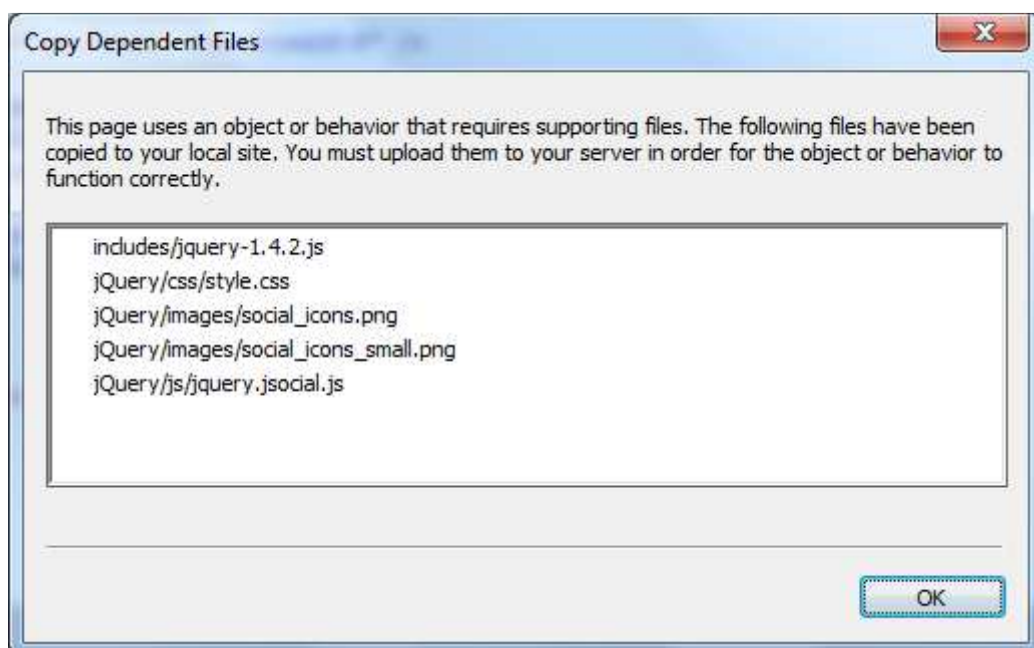 Copy Dependent Files
This page uses an object or behavior that requires supporting files. The following files have been
copied to your local site. You must upload them to your server in order for the object or behavior to
function correctly.
includes/jquery-1.4.2.js
jQuery/css/style.css
jQuery/images/social_icons.png
jQuery/images/social_icons_small.png
jQuery/js/jquery.jsocial.js
OK